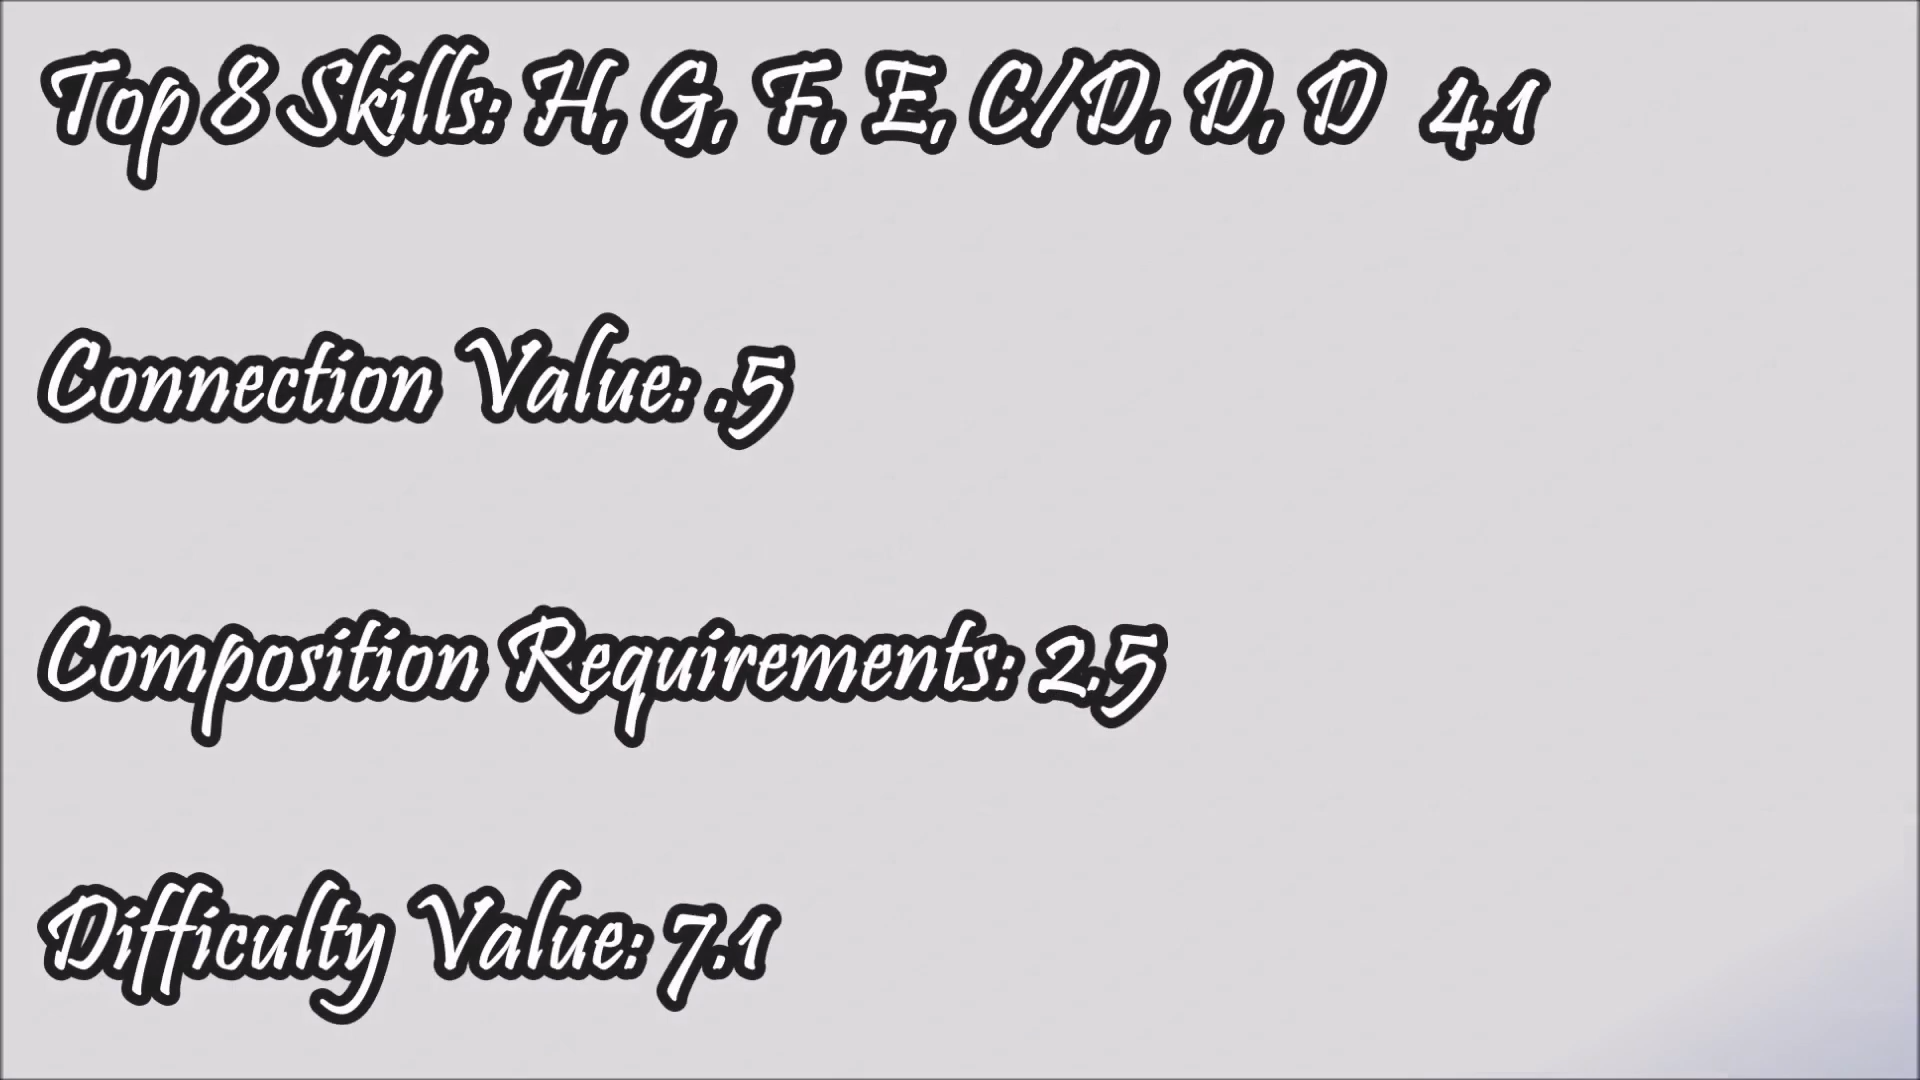 Top 8 Skills: H, G, F, E, C/D, D, D 4.1
Connection Value: .5
Composition Requirements: 2.5
Difficulty Value: 7.1